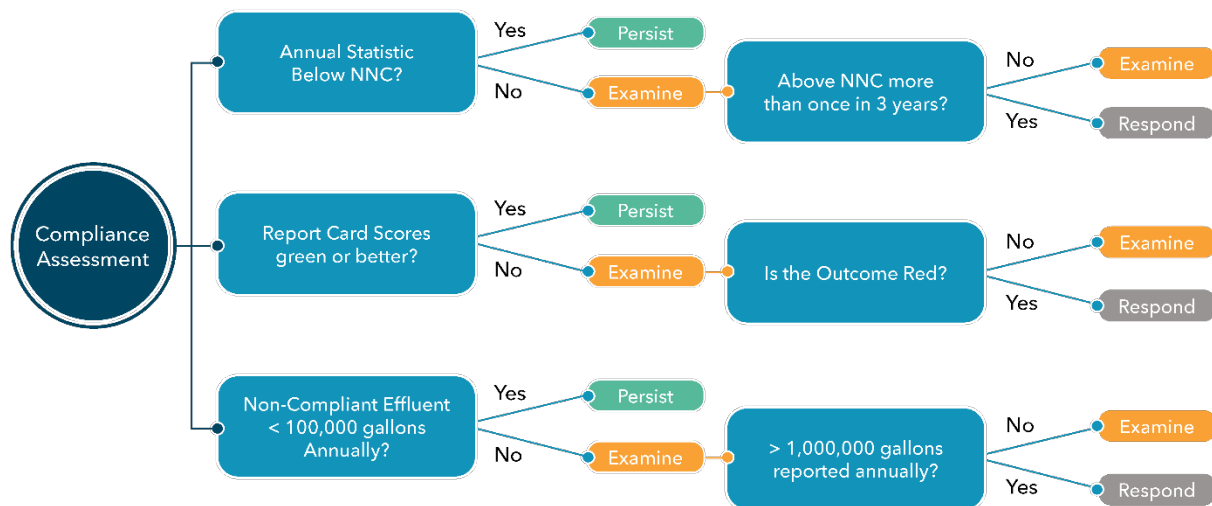 Compliance
Assessment
Annual Statistic
Below NNC?
Yes
Persist
No
Examine
Above NNC more
than once in 3 years?
No
Examine
Yes
Respond
Report Card Scores
green or better?
Yes
Persist
No
Examine
Is the Outcome Red?
No
Examine
Yes
Respond
Non-Compliant Effluent
< 100,000 gallons
Annually?
Yes
Persist
No
Examine
> 1,000,000 gallons
reported annually?
No
Examine
Yes
Respond